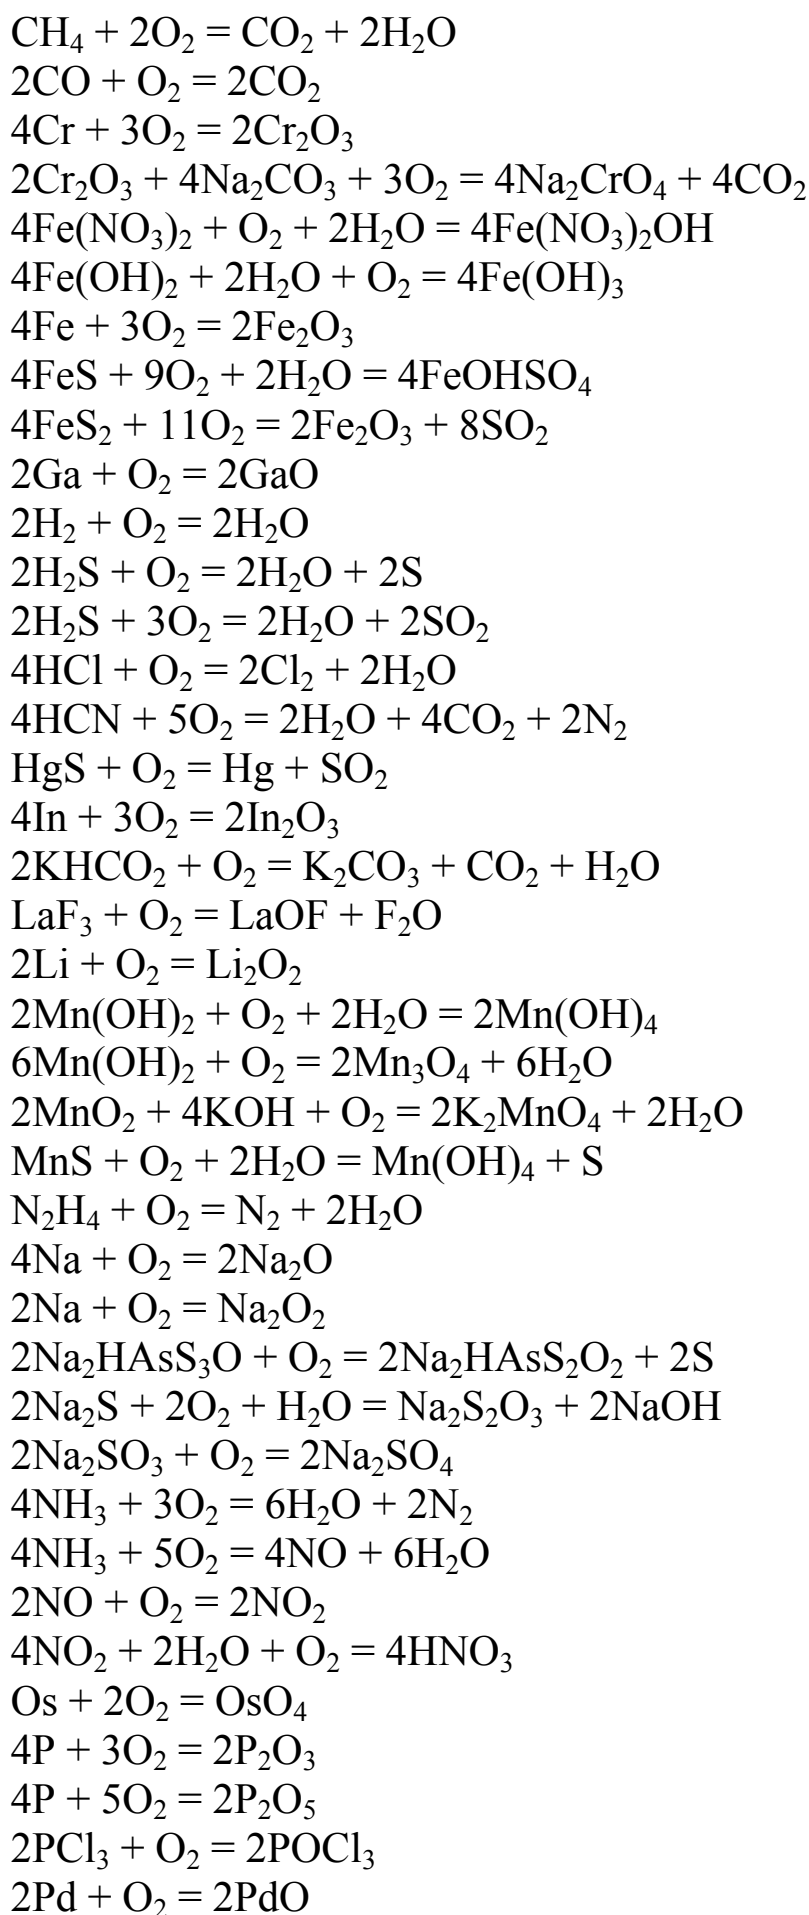 CH₄ + 2O₂ = CO₂ + 2H₂O
2CO + O₂ = 2CO₂
4Cr + 3O₂ = 2Cr₂O₃
2Cr₂O₃ + 4Na₂CO₃ + 3O₂ = 4Na₂CrO₄ + 4CO₂
4Fe(NO₃)₂ + O₂ + 2H₂O = 4Fe(NO₃)₂OH
4Fe(OH)₂ + 2H₂O + O₂ = 4Fe(OH)₃
4Fe + 3O₂ = 2Fe₂O₃
4FeS + 9O₂ + 2H₂O = 4FeOHSO₄
4FeS₂ + 11O₂ = 2Fe₂O₃ + 8SO₂
2Ga + O₂ = 2GaO
2H₂ + O₂ = 2H₂O
2H₂S + O₂ = 2H₂O + 2S
2H₂S + 3O₂ = 2H₂O + 2SO₂
4HCl + O₂ = 2Cl₂ + 2H₂O
4HCN + 5O₂ = 2H₂O + 4CO₂ + 2N₂
HgS + O₂ = Hg + SO₂
4In + 3O₂ = 2In₂O₃
2KHCO₂ + O₂ = K₂CO₃ + CO₂ + H₂O
LaF₃ + O₂ = LaOF + F₂O
2Li + O₂ = Li₂O₂
2Mn(OH)₂ + O₂ + 2H₂O = 2Mn(OH)₄
6Mn(OH)₂ + O₂ = 2Mn₃O₄ + 6H₂O
2MnO₂ + 4KOH + O₂ = 2K₂MnO₄ + 2H₂O
MnS + O₂ + 2H₂O = Mn(OH)₄ + S
N₂H₄ + O₂ = N₂ + 2H₂O
4Na + O₂ = 2Na₂O
2Na + O₂ = Na₂O₂
2Na₂HAsS₃O + O₂ = 2Na₂HAsS₂O₂ + 2S
2Na₂S + 2O₂ + H₂O = Na₂S₂O₃ + 2NaOH
2Na₂SO₃ + O₂ = 2Na₂SO₄
4NH₃ + 3O₂ = 6H₂O + 2N₂
4NH₃ + 5O₂ = 4NO + 6H₂O
2NO + O₂ = 2NO₂
4NO₂ + 2H₂O + O₂ = 4HNO₃
Os + 2O₂ = OsO₄
4P + 3O₂ = 2P₂O₃
4P + 5O₂ = 2P₂O₅
2PCl₃ + O₂ = 2POCl₃
2Pd + O₂ = 2PdO